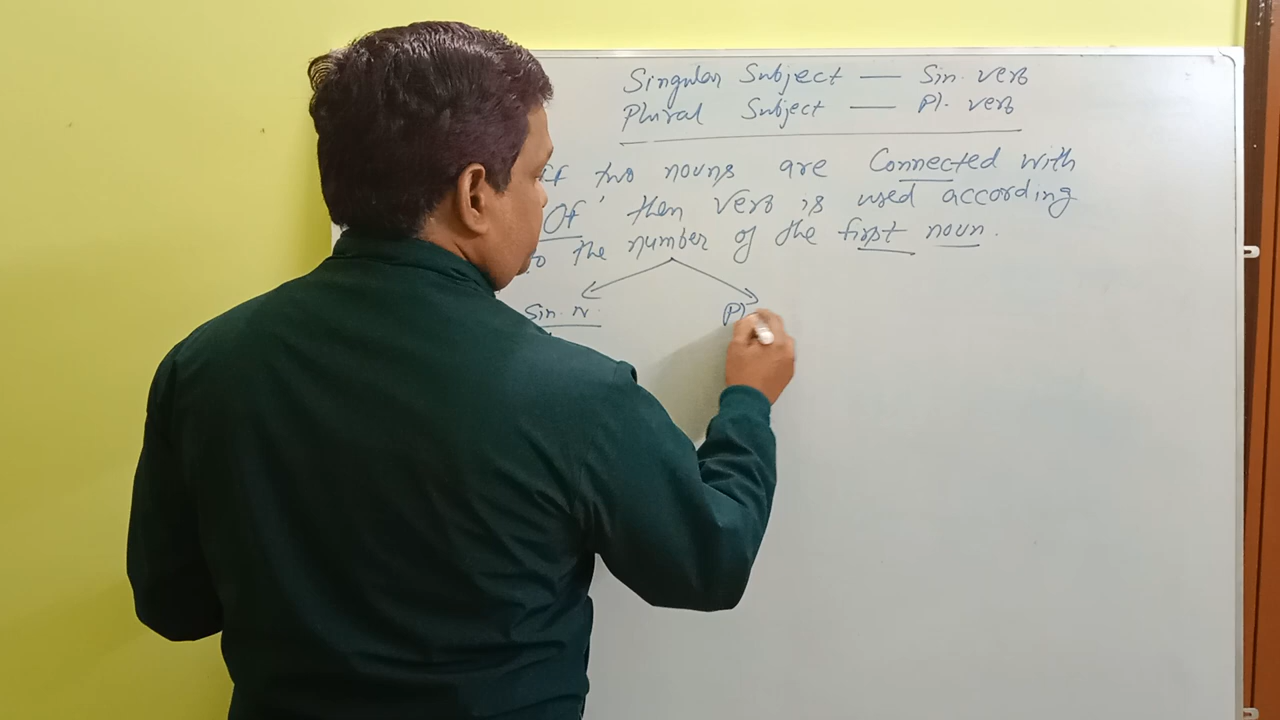 Singular Subject — Sin. verb
Plural Subject — Pl. verb
If two nouns are Connected with
'Of' then verb is used according
to the number of the first noun.
Sin. N. Pl